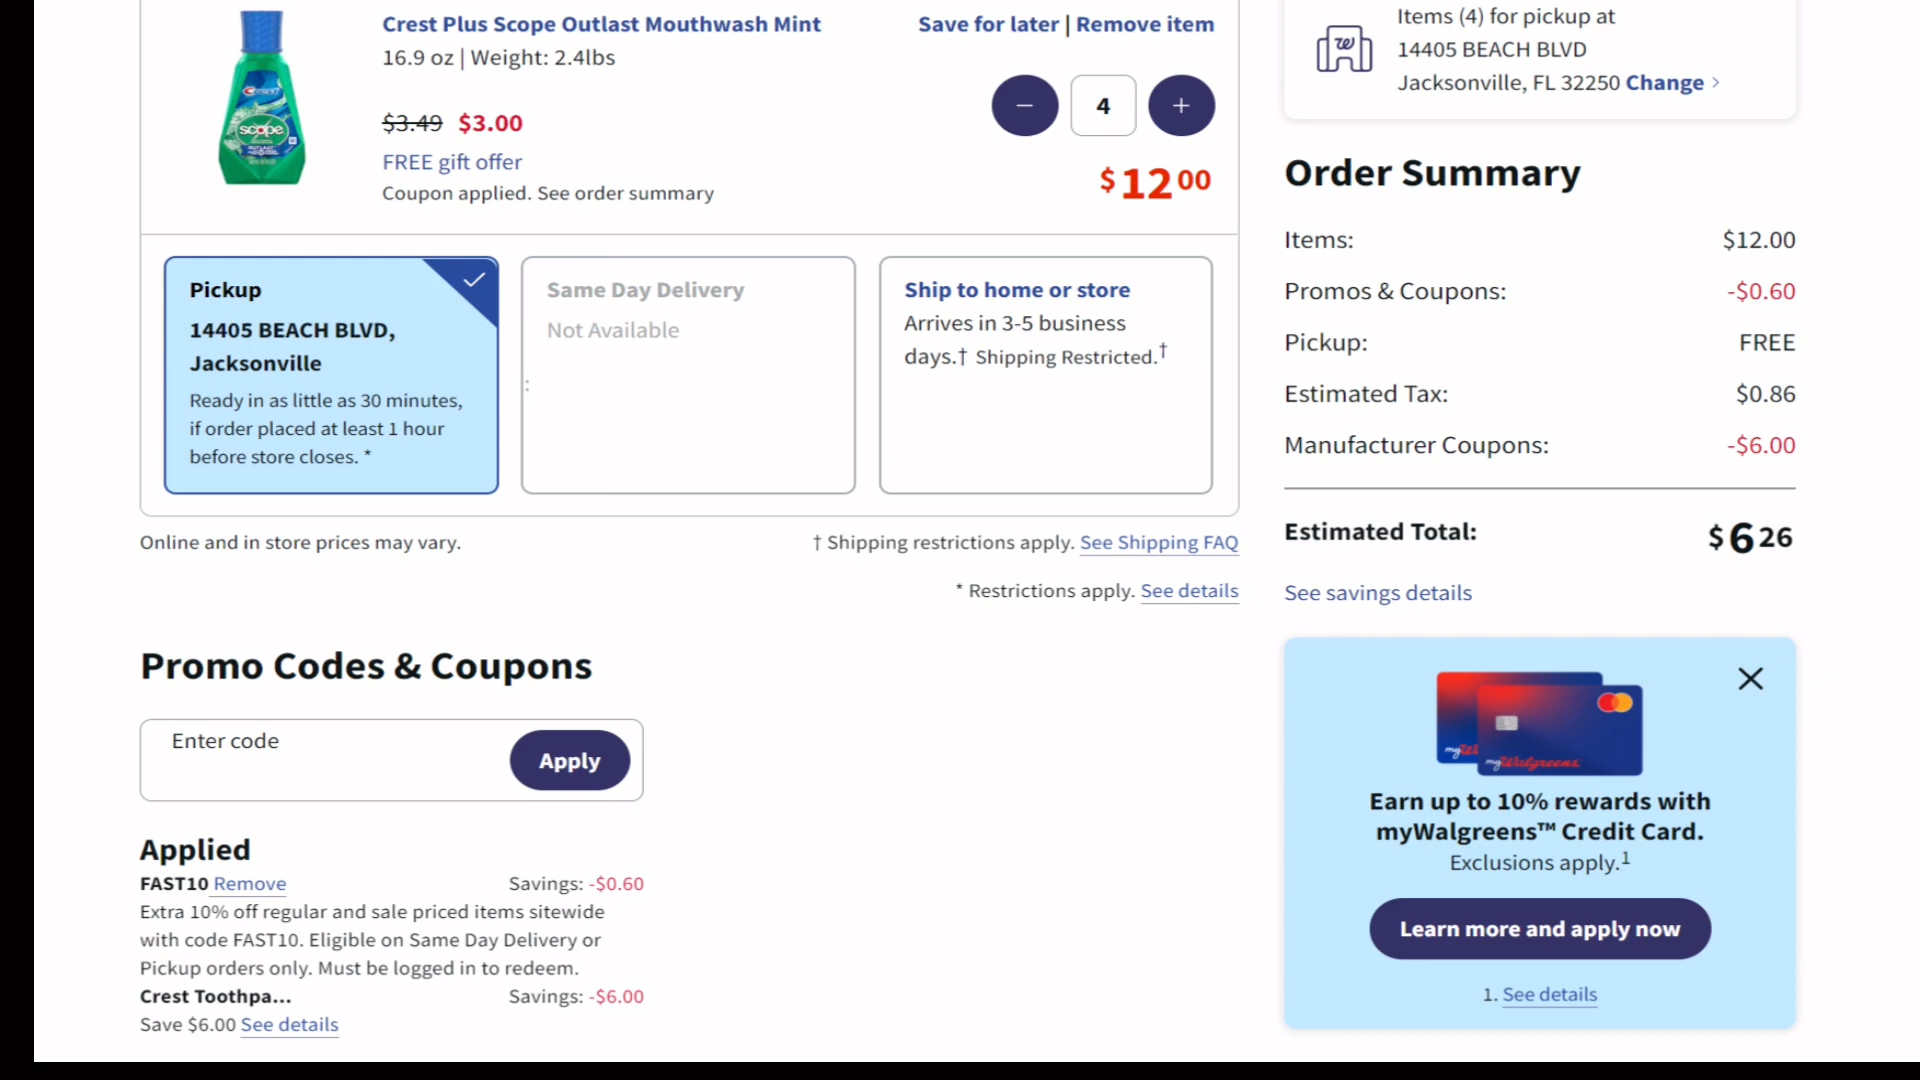 Crest Plus Scope Outlast Mouthwash Mint
16.9 oz | Weight: 2.4lbs
$3.49 $3.00
FREE gift offer
Coupon applied. See order summary
Save for later | Remove item
− 4 +
$12 00
Crest
scope
OUTLAST
Pickup
14405 BEACH BLVD,
Jacksonville
Ready in as little as 30 minutes,
if order placed at least 1 hour
before store closes. *
Same Day Delivery
Not Available
:
Ship to home or store
Arrives in 3-5 business
days.† Shipping Restricted.†
Online and in store prices may vary.
† Shipping restrictions apply. See Shipping FAQ
* Restrictions apply. See details
Promo Codes & Coupons
Enter code
Apply
Applied
FAST10 Remove Savings: -$0.60
Extra 10% off regular and sale priced items sitewide
with code FAST10. Eligible on Same Day Delivery or
Pickup orders only. Must be logged in to redeem.
Crest Toothpa... Savings: -$6.00
Save $6.00 See details
w
Items (4) for pickup at
14405 BEACH BLVD
Jacksonville, FL 32250 Change >
Order Summary
Items: $12.00
Promos & Coupons: -$0.60
Pickup: FREE
Estimated Tax: $0.86
Manufacturer Coupons: -$6.00
Estimated Total: $6 26
See savings details
myWalgreens
Earn up to 10% rewards with
myWalgreens™ Credit Card.
Exclusions apply.1
Learn more and apply now
1. See details